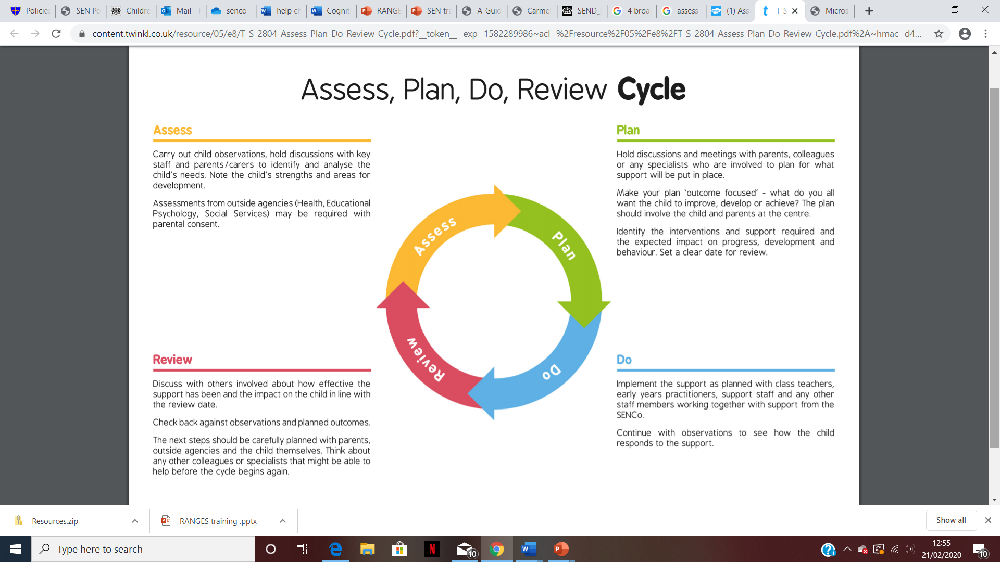 Policies
SEN Po
Childre
Mail -
senco
help ch
Cogniti
RANGE
SEN tra
A-Guid
Carmel
SEND_
4 broa
assess
(1) Ass
T-S
Micros
content.twinkl.co.uk/resource/05/e8/T-S-2804-Assess-Plan-Do-Review-Cycle.pdf?__token__=exp=1582289986~acl=%2Fresource%2F05%2Fe8%2FT-S-2804-Assess-Plan-Do-Review-Cycle.pdf%2A~hmac=d4...
Assess, Plan, Do, Review Cycle
Assess
Carry out child observations, hold discussions with key
staff and parents/carers to identify and analyse the
child's needs. Note the child's strengths and areas for
development.
Assessments from outside agencies (Health, Educational
Psychology, Social Services) may be required with
parental consent.
Plan
Hold discussions and meetings with parents, colleagues
or any specialists who are involved to plan for what
support will be put in place.
Make your plan 'outcome focused' - what do you all
want the child to improve, develop or achieve? The plan
should involve the child and parents at the centre.
Identify the interventions and support required and
the expected impact on progress, development and
behaviour. Set a clear date for review.
Assess
Plan
Do
Review
Review
Discuss with others involved about how effective the
support has been and the impact on the child in line with
the review date.
Check back against observations and planned outcomes.
The next steps should be carefully planned with parents,
outside agencies and the child themselves. Think about
any other colleagues or specialists that might be able to
help before the cycle begins again.
Do
Implement the support as planned with class teachers,
early years practitioners, support staff and any other
staff members working together with support from the
SENCo.
Continue with observations to see how the child
responds to the support.
Resources.zip
RANGES training .pptx
Show all
Type here to search
10
12:55
21/02/2020
10